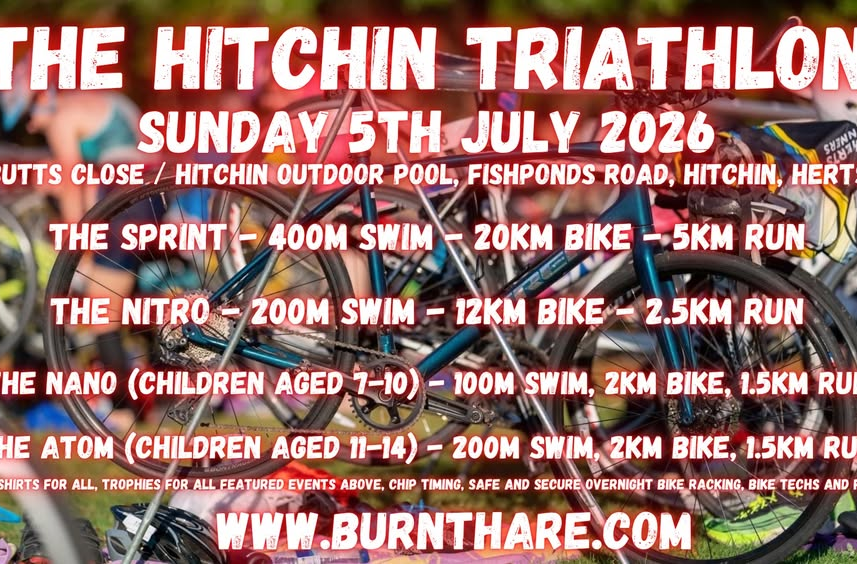 THE HITCHIN TRIATHLON
SUNDAY 5TH JULY 2026
BUTTS CLOSE / HITCHIN OUTDOOR POOL, FISHPONDS ROAD, HITCHIN, HERTS
THE SPRINT – 400M SWIM – 20KM BIKE – 5KM RUN
THE NITRO – 200M SWIM – 12KM BIKE – 2.5KM RUN
THE NANO (CHILDREN AGED 7–10) – 100M SWIM, 2KM BIKE, 1.5KM RUN
THE ATOM (CHILDREN AGED 11–14) – 200M SWIM, 2KM BIKE, 1.5KM RUN
SHIRTS FOR ALL, TROPHIES FOR ALL FEATURED EVENTS ABOVE, CHIP TIMING, SAFE AND SECURE OVERNIGHT BIKE RACKING, BIKE TECHS AND
WWW.BURNTHARE.COM